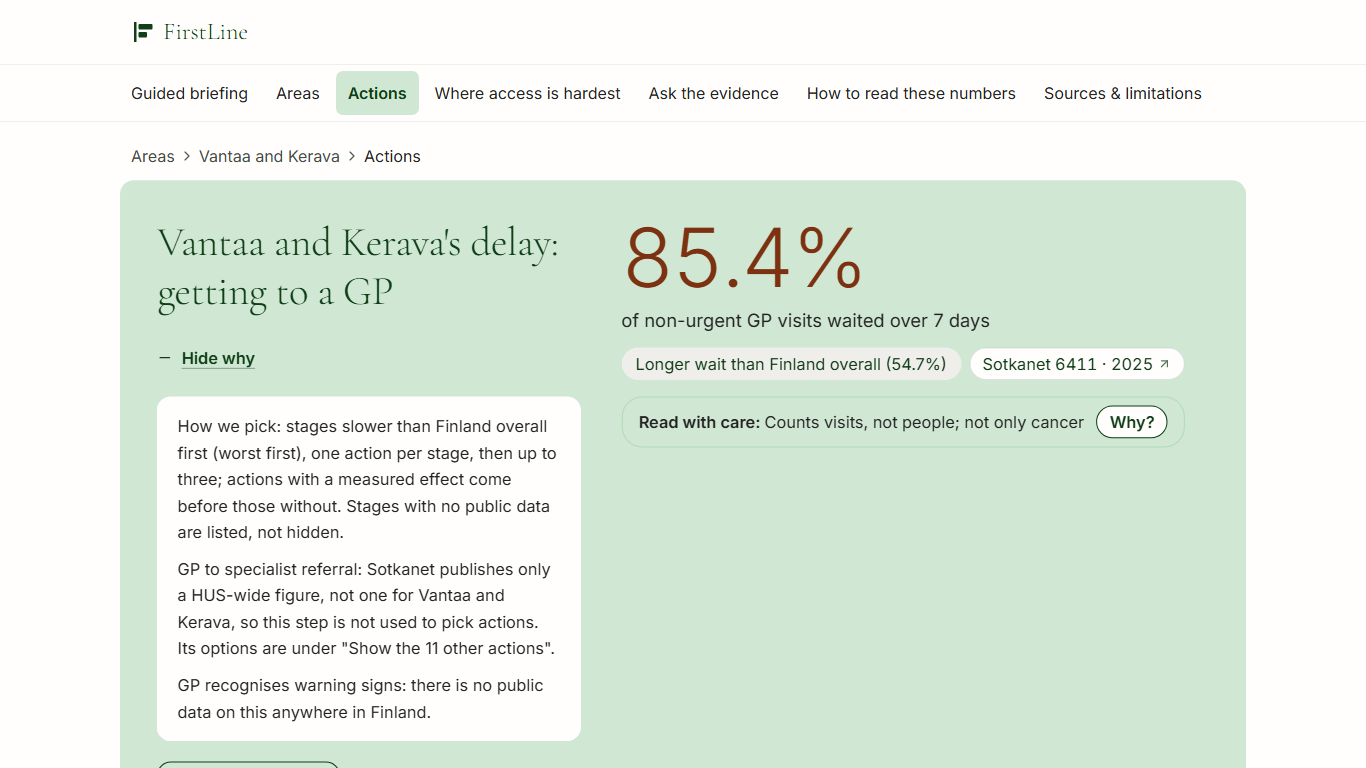 FirstLine
Guided briefing
Areas
Actions
Where access is hardest
Ask the evidence
How to read these numbers
Sources & limitations
Areas > Vantaa and Kerava > Actions
Vantaa and Kerava's delay:
getting to a GP
− Hide why
How we pick: stages slower than Finland overall
first (worst first), one action per stage, then up to
three; actions with a measured effect come
before those without. Stages with no public data
are listed, not hidden.
GP to specialist referral: Sotkanet publishes only
a HUS-wide figure, not one for Vantaa and
Kerava, so this step is not used to pick actions.
Its options are under "Show the 11 other actions".
GP recognises warning signs: there is no public
data on this anywhere in Finland.
85.4%
of non-urgent GP visits waited over 7 days
Longer wait than Finland overall (54.7%)
Sotkanet 6411 · 2025 ↗
Read with care: Counts visits, not people; not only cancer
Why?